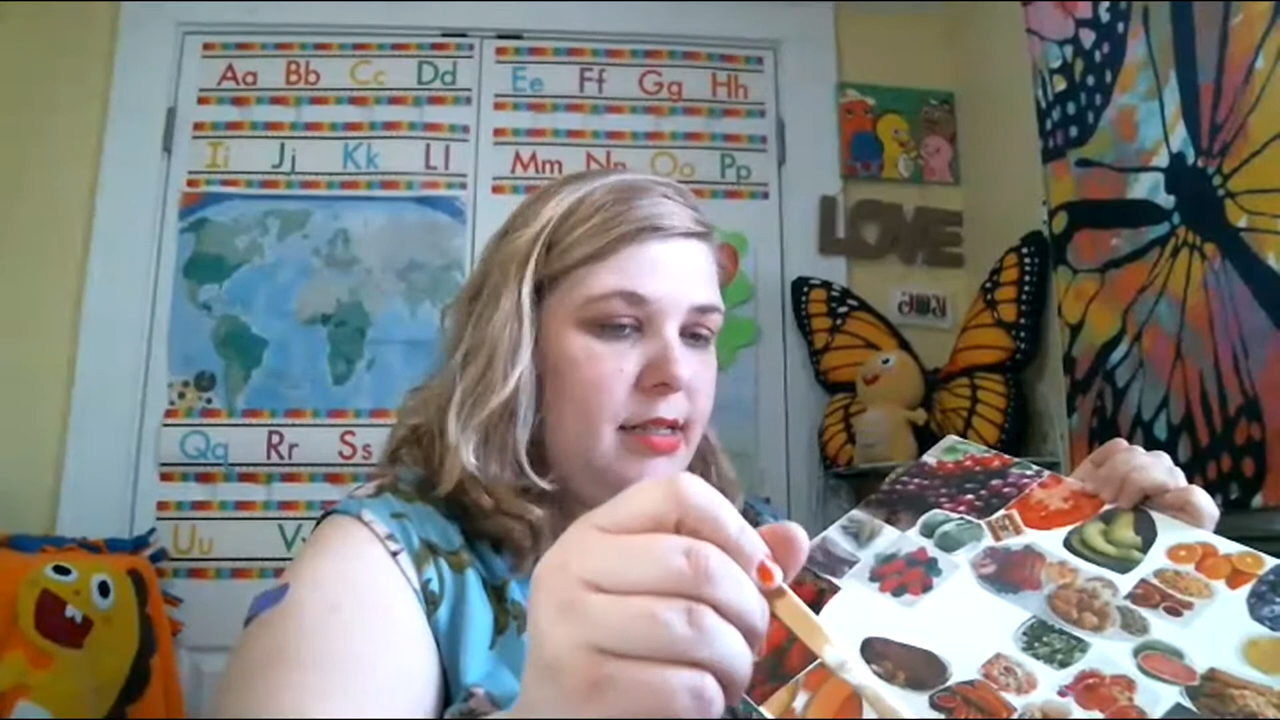 Aa Bb Cc Dd
Ee Ff Gg Hh
Ii Jj Kk Ll
Mm Nn Oo Pp
Qq Rr Ss
Uu V
LOVE
JOY